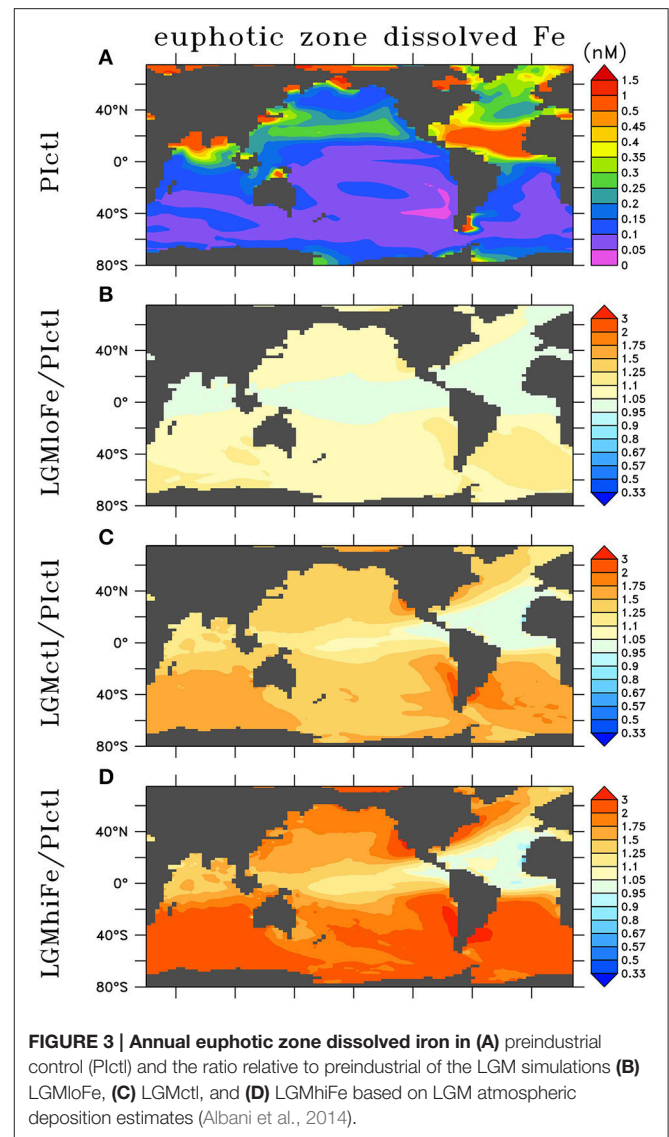 euphotic zone dissolved Fe
(nM)
A
PIctl
40°N
0°
40°S
80°S
1.5
1
0.5
0.45
0.4
0.35
0.3
0.25
0.2
0.15
0.1
0.05
0
B
LGMloFe/PIctl
40°N
0°
40°S
80°S
3
2
1.75
1.5
1.25
1.1
1.05
0.95
0.9
0.8
0.67
0.57
0.5
0.33
C
LGMctl/PIctl
40°N
0°
40°S
80°S
3
2
1.75
1.5
1.25
1.1
1.05
0.95
0.9
0.8
0.67
0.57
0.5
0.33
D
LGMhiFe/PIctl
40°N
0°
40°S
80°S
3
2
1.75
1.5
1.25
1.1
1.05
0.95
0.9
0.8
0.67
0.57
0.5
0.33
FIGURE 3 | Annual euphotic zone dissolved iron in (A) preindustrial
control (PIctl) and the ratio relative to preindustrial of the LGM simulations (B)
LGMloFe, (C) LGMctl, and (D) LGMhiFe based on LGM atmospheric
deposition estimates (Albani et al., 2014).